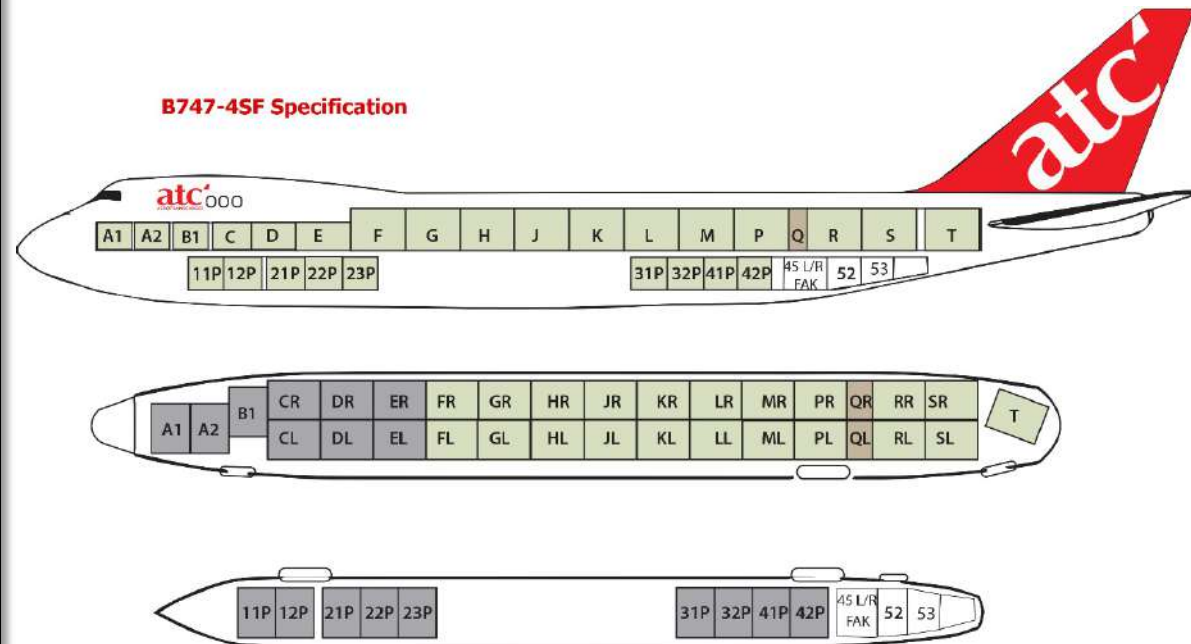 B747-4SF Specification
atc´
atc´ 000
A1 A2 B1 C D E F G H J K L M P Q R S T
11P 12P 21P 22P 23P 31P 32P 41P 42P 45 L/R FAK 52 53
CR DR ER FR GR HR JR KR LR MR PR QR RR SR
A1 A2 B1 T
CL DL EL FL GL HL JL KL LL ML PL QL RL SL
11P 12P 21P 22P 23P 31P 32P 41P 42P 45 L/R FAK 52 53